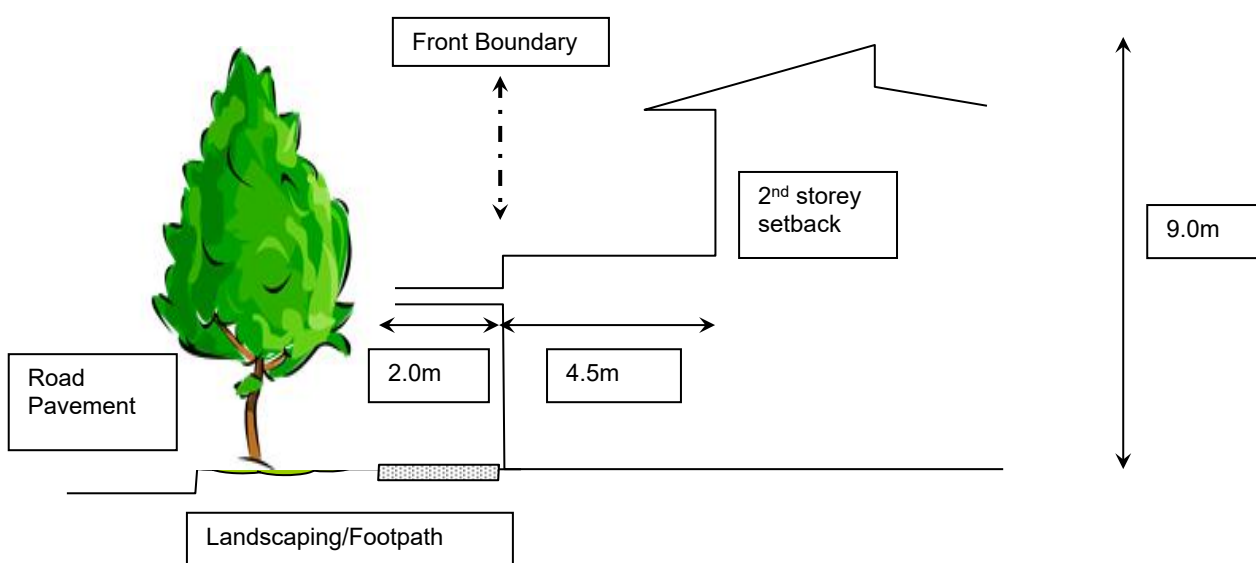 Front Boundary
2nd storey
setback
9.0m
2.0m
4.5m
Road
Pavement
Landscaping/Footpath